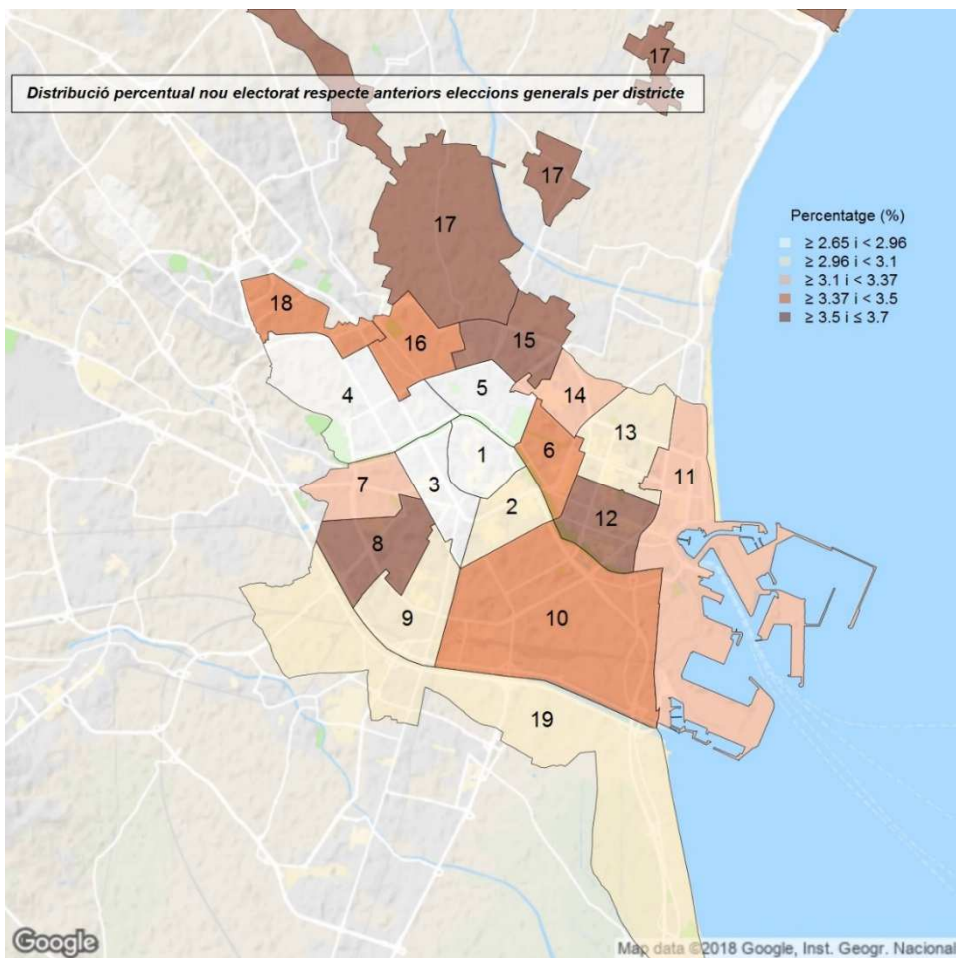 17
Distribució percentual nou electorat respecte anteriors eleccions generals per districte
17
17
Percentatge (%)
≥ 2.65 i < 2.96
≥ 2.96 i < 3.1
≥ 3.1 i < 3.37
≥ 3.37 i < 3.5
≥ 3.5 i ≤ 3.7
18
16
15
5
4
14
13
6
1
11
3
7
2
12
8
9
10
19
Google
Map data ©2018 Google, Inst. Geogr. Nacional